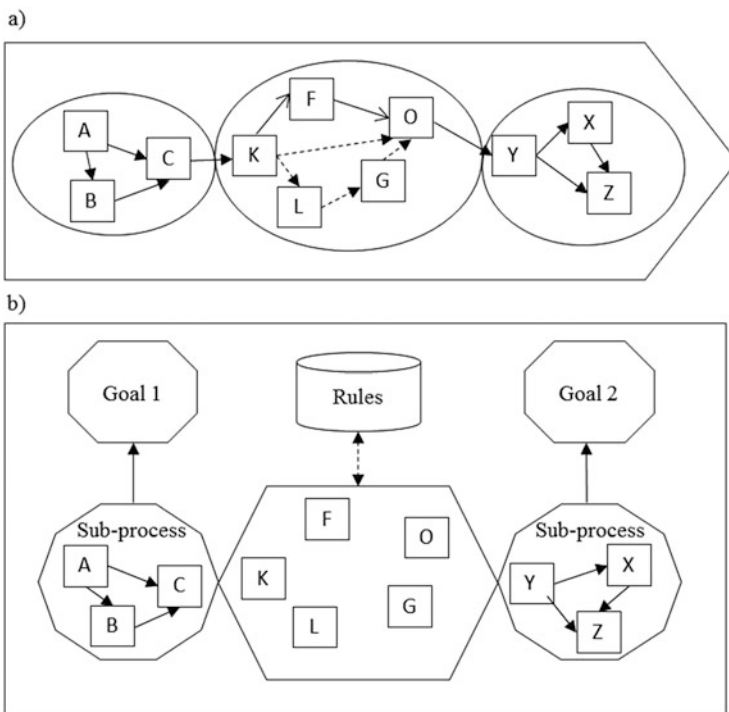 a)
F
O
X
A
C
K
Y
G
B
L
Z
b)
Goal 1
Rules
Goal 2
Sub-process
F
Sub-process
O
A
X
C
K
Y
G
B
L
Z